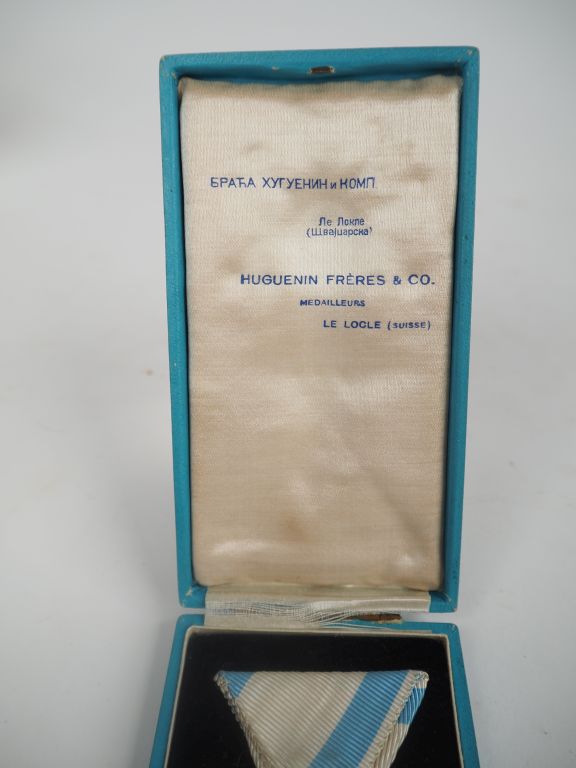 БРАЋА ХУГУЕНИН и КОМП
Ле Локле
(Швајцарска)
HUGUENIN FRÈRES & CO.
MEDAILLEURS
LE LOCLE (SUISSE)